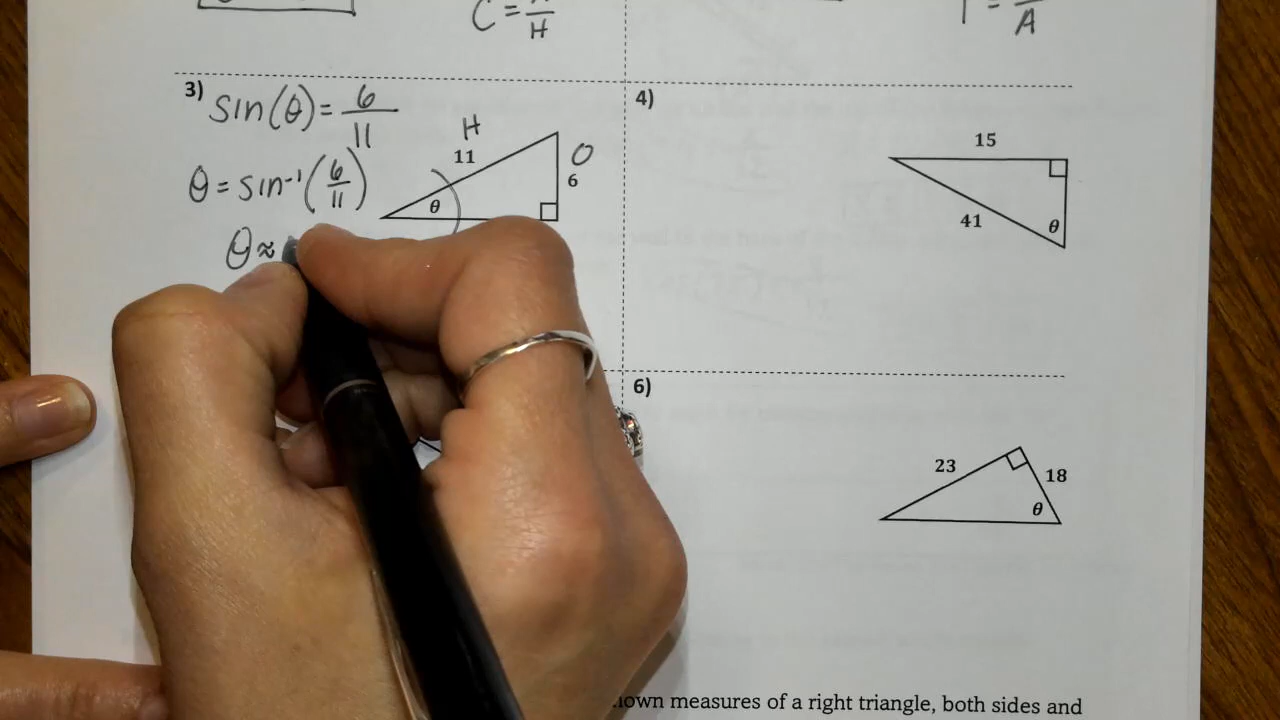 C = /H
T = /A
3) sin(θ) = 6/11
H
11
O
6
θ
θ = sin⁻¹(6/11)
θ ≈
4)
15
41
θ
6)
23
18
θ
measures of a right triangle, both sides and